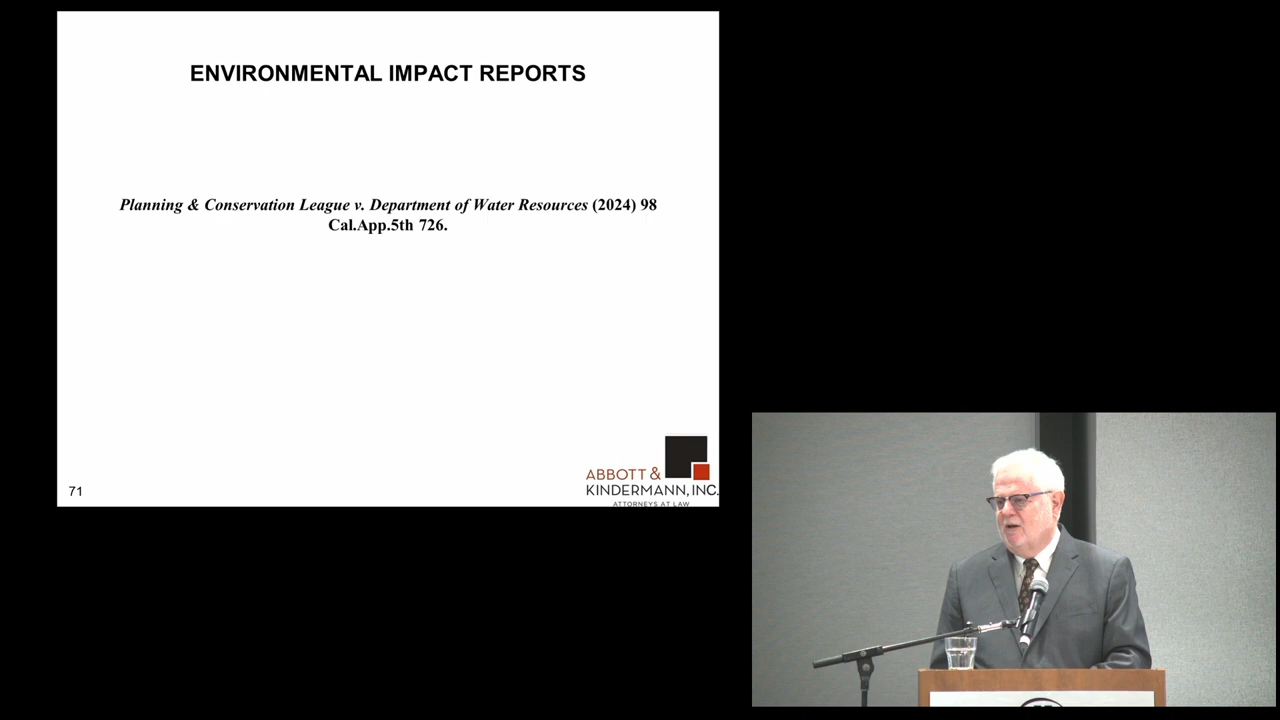 ENVIRONMENTAL IMPACT REPORTS
Planning & Conservation League v. Department of Water Resources (2024) 98
Cal.App.5th 726.
71
ABBOTT &
KINDERMANN, INC.
ATTORNEYS AT LAW